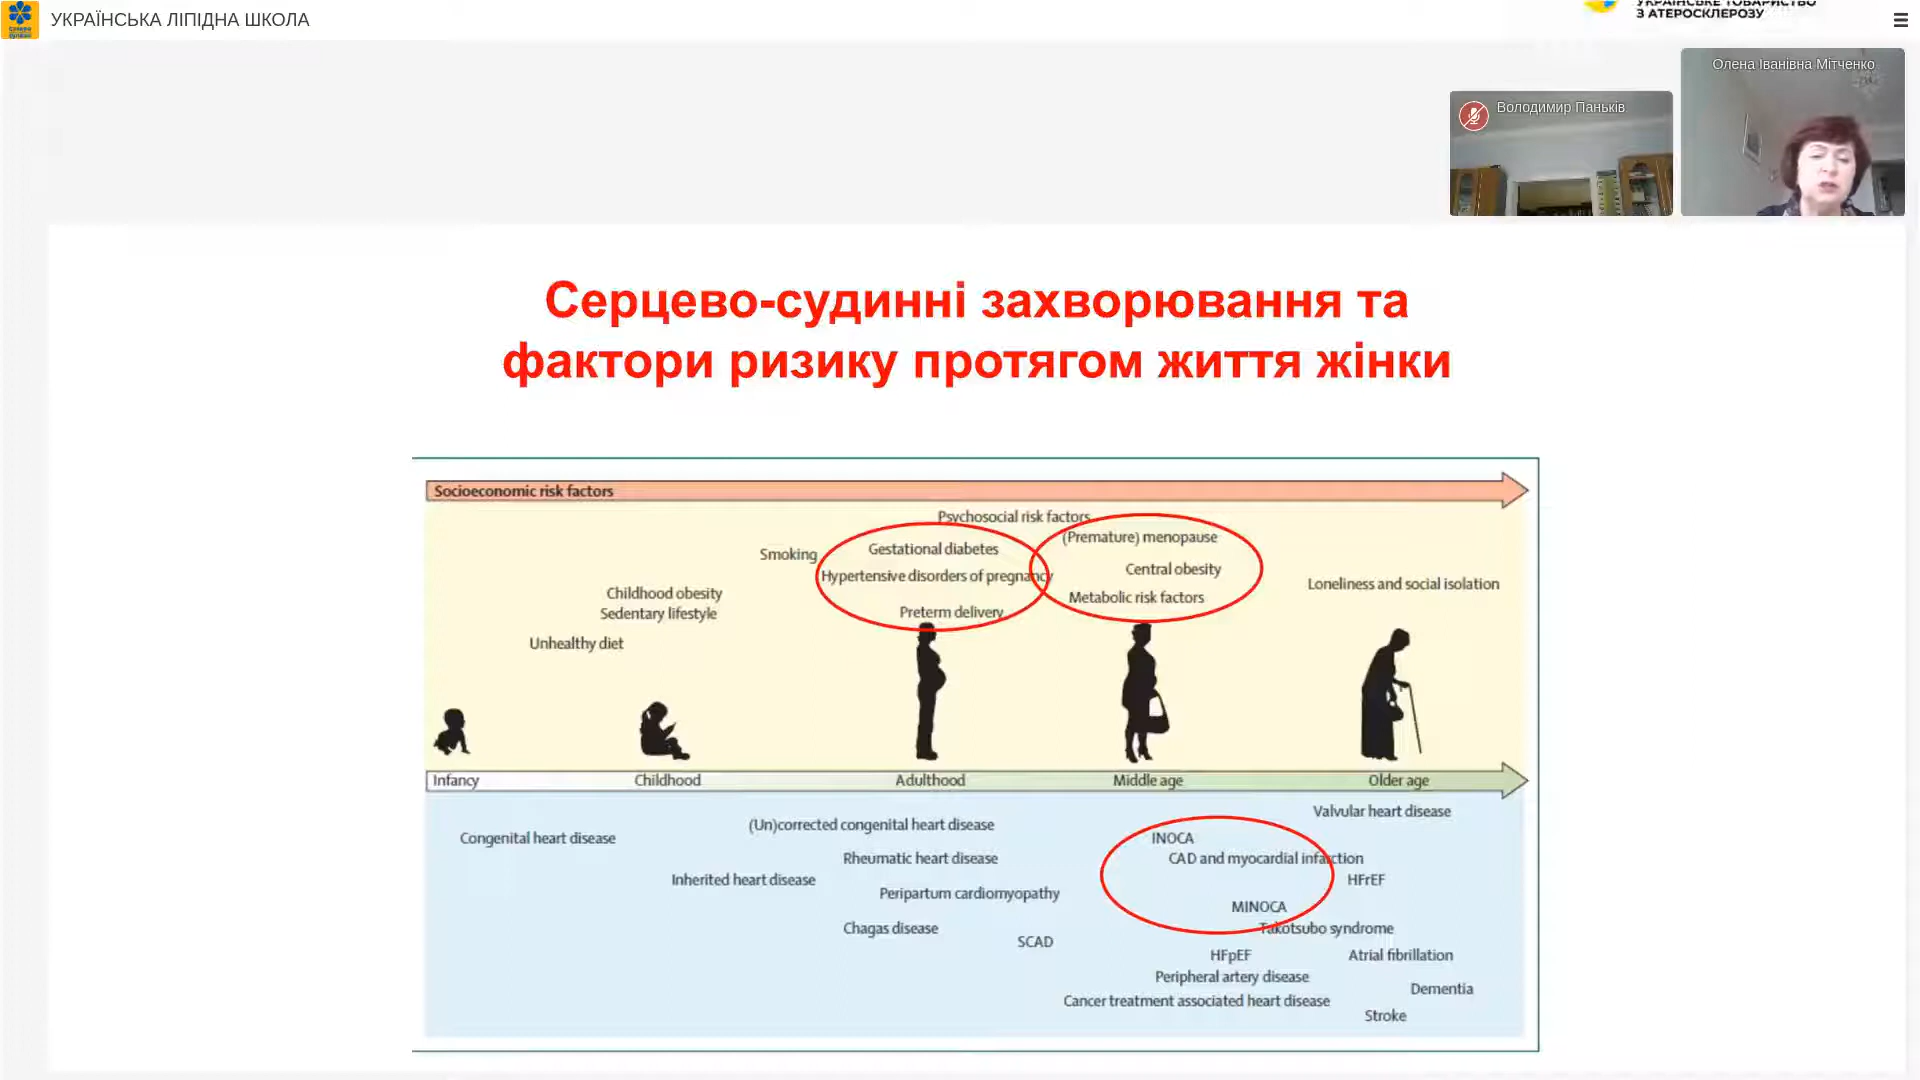 УКРАЇНСЬКА ЛІПІДНА ШКОЛА
УКРАЇНСЬКЕ ТОВАРИСТВО
З АТЕРОСКЛЕРОЗУ
Олена Іванівна Мітченко
Володимир Паньків
Серцево-судинні захворювання та
фактори ризику протягом життя жінки
Socioeconomic risk factors
Psychosocial risk factors
(Premature) menopause
Smoking
Gestational diabetes
Central obesity
Hypertensive disorders of pregnancy
Loneliness and social isolation
Childhood obesity
Metabolic risk factors
Sedentary lifestyle
Preterm delivery
Unhealthy diet
Infancy
Childhood
Adulthood
Middle age
Older age
Valvular heart disease
(Un)corrected congenital heart disease
Congenital heart disease
INOCA
Rheumatic heart disease
CAD and myocardial infarction
Inherited heart disease
HFrEF
Peripartum cardiomyopathy
MINOCA
Chagas disease
Takotsubo syndrome
SCAD
HFpEF
Atrial fibrillation
Peripheral artery disease
Dementia
Cancer treatment associated heart disease
Stroke